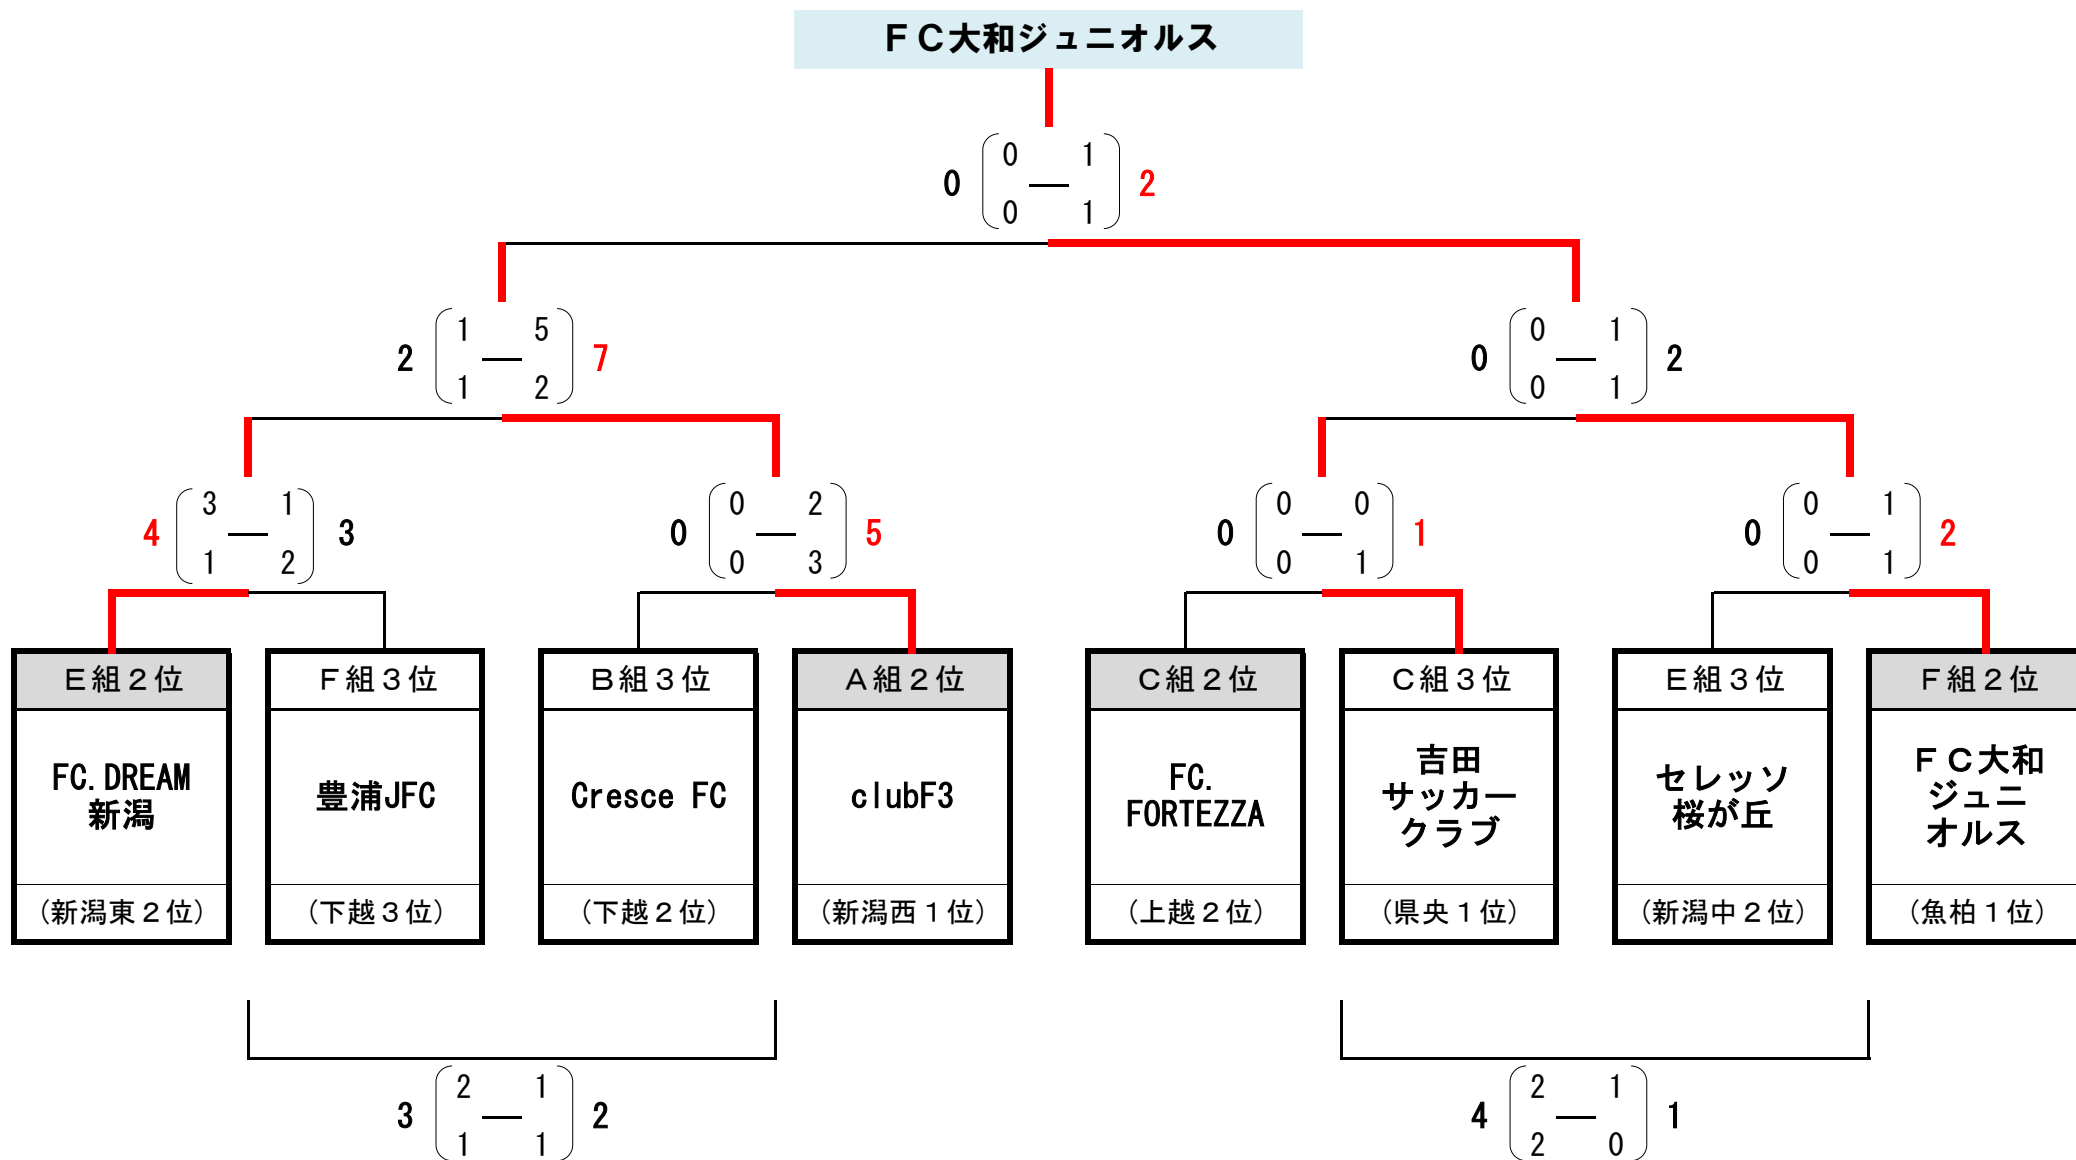 ＦＣ大和ジュニオルス
0 1
0 — 2
0 1
1 5
2 — 7
1 2
0 1
0 — 2
0 1
3 1
4 — 3
1 2
0 2
0 — 5
0 3
0 0
0 — 1
0 1
0 1
0 — 2
0 1
Ｅ組２位
FC.DREAM
新潟
(新潟東２位)
Ｆ組３位
豊浦JFC
(下越３位)
Ｂ組３位
Cresce FC
(下越２位)
Ａ組２位
clubF3
(新潟西１位)
Ｃ組２位
FC.
FORTEZZA
(上越２位)
Ｃ組３位
吉田
サッカー
クラブ
(県央１位)
Ｅ組３位
セレッソ
桜が丘
(新潟中２位)
Ｆ組２位
ＦＣ大和
ジュニ
オルス
(魚柏１位)
2 1
3 — 2
1 1
2 1
4 — 1
2 0